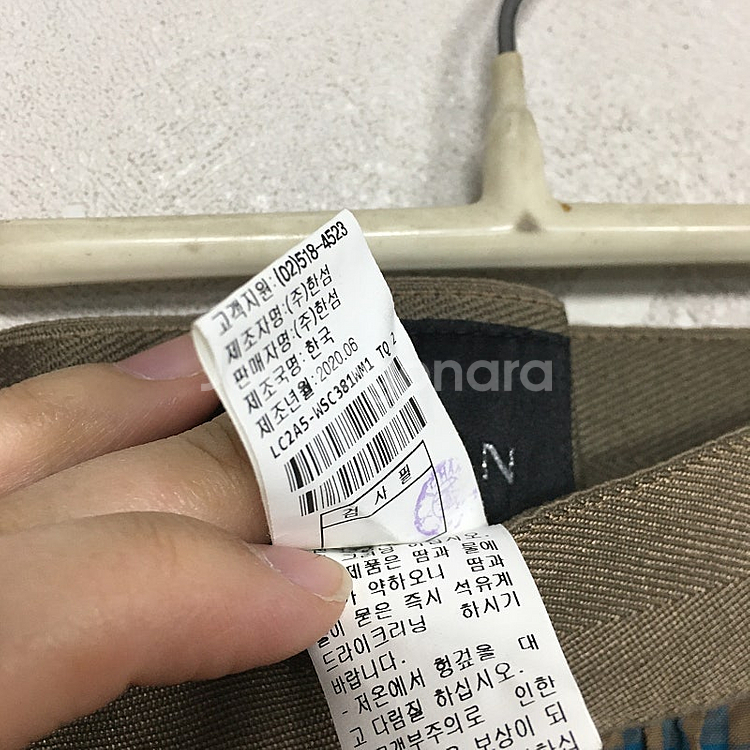 고객지원:(02)518-4523
제조자명:(주)한섬
판매자명:(주)한섬
제조국명:한국
제조년월:2020.06
LC2A5-WSC381WM1 TQ 2
검 사 필
제품은 땀과 물에
약하오니 땀과
묻은 즉시 석유계
드라이크리닝 하시기
바랍니다.
- 저온에서 헝겊을 대
고 다림질 하십시오.
인한
보상이 되
N
onara